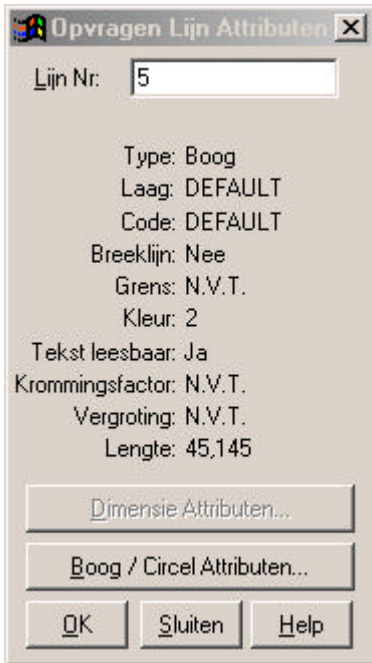 Opvragen Lijn Attributen
Lijn Nr: 5
Type: Boog
Laag: DEFAULT
Code: DEFAULT
Breeklijn: Nee
Grens: N.V.T.
Kleur: 2
Tekst leesbaar: Ja
Krommingsfactor: N.V.T.
Vergroting: N.V.T.
Lengte: 45,145
Dimensie Attributen...
Boog / Circel Attributen...
OK Sluiten Help